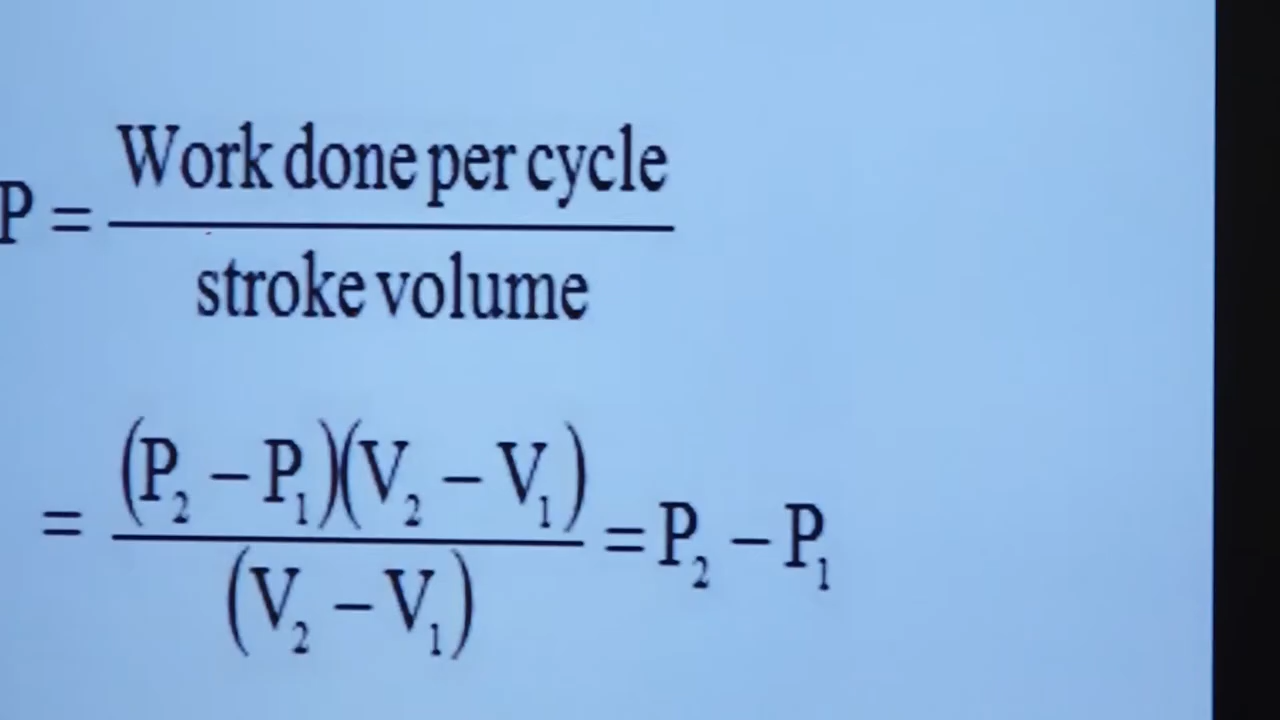 P = Work done per cycle
stroke volume
= (P₂ − P₁)(V₂ − V₁) = P₂ − P₁
(V₂ − V₁)